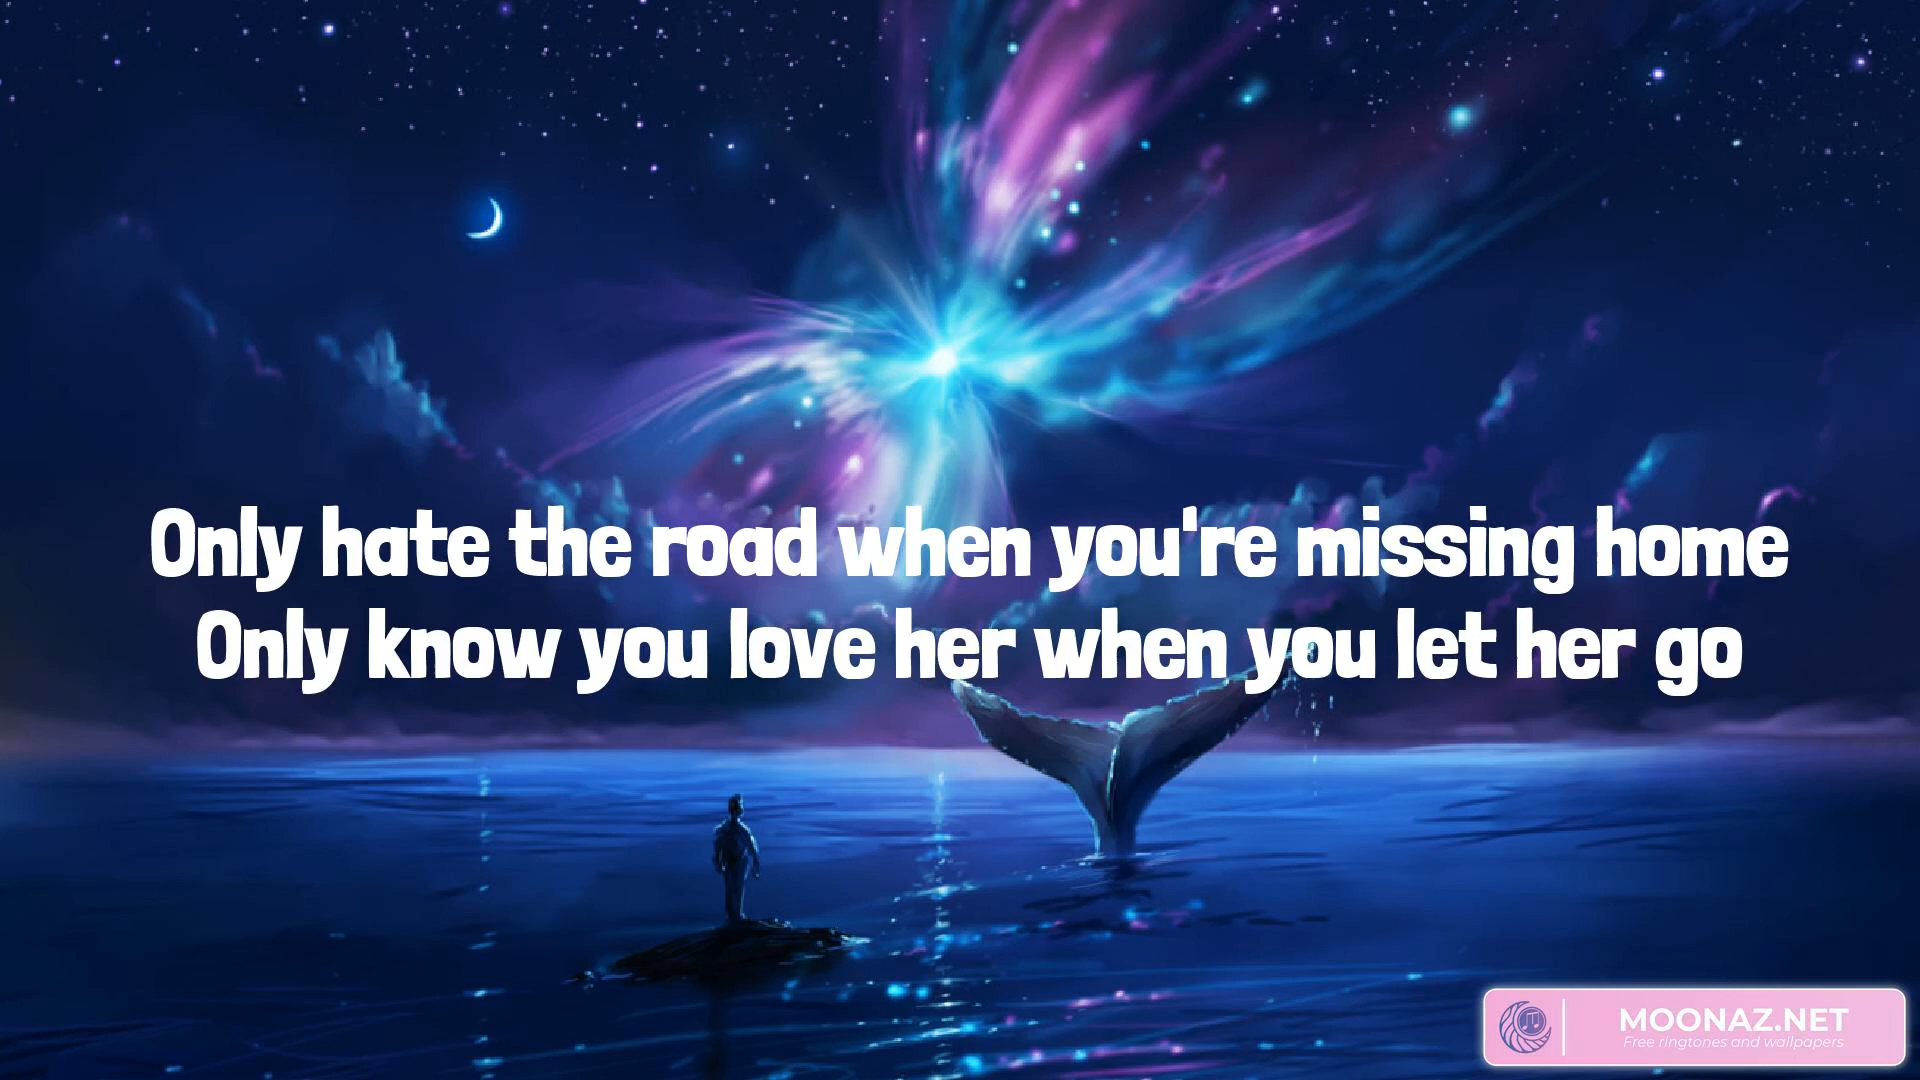 Only hate the road when you're missing home
Only know you love her when you let her go
MOONAZ.NET
Free ringtones and wallpapers